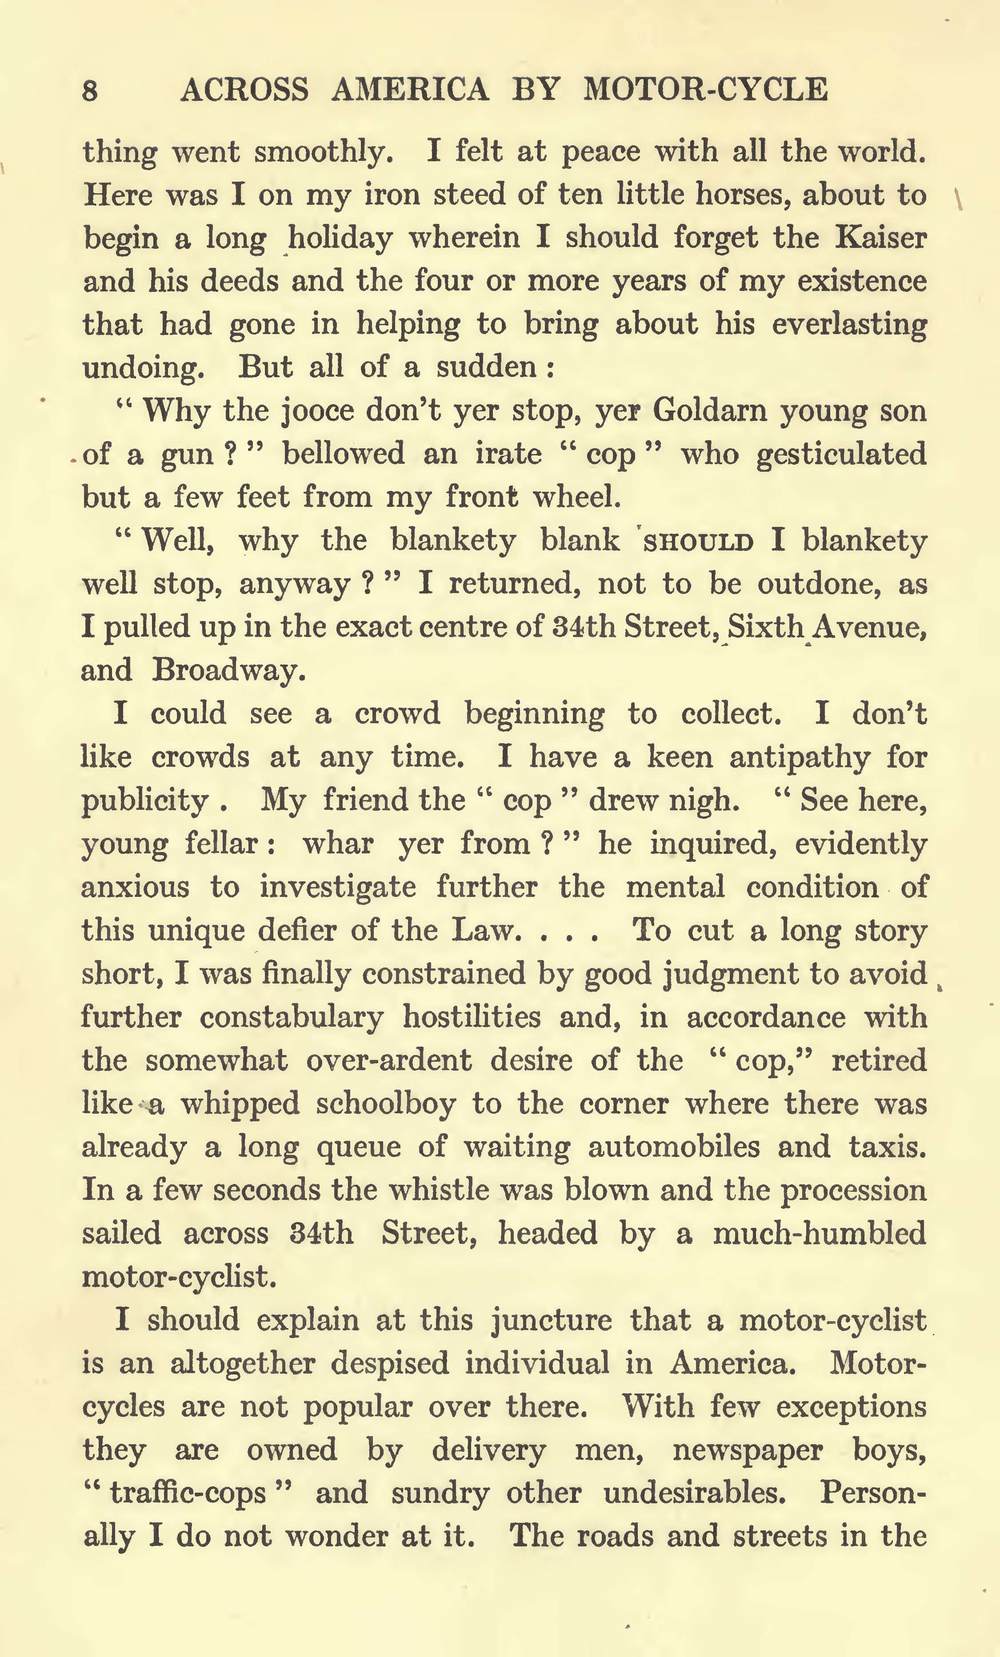 8 ACROSS AMERICA BY MOTOR-CYCLE
thing went smoothly. I felt at peace with all the world.
Here was I on my iron steed of ten little horses, about to
begin a long holiday wherein I should forget the Kaiser
and his deeds and the four or more years of my existence
that had gone in helping to bring about his everlasting
undoing. But all of a sudden :
“ Why the jooce don’t yer stop, yer Goldarn young son
of a gun ? ” bellowed an irate “ cop ” who gesticulated
but a few feet from my front wheel.
“ Well, why the blankety blank SHOULD I blankety
well stop, anyway ? ” I returned, not to be outdone, as
I pulled up in the exact centre of 34th Street, Sixth Avenue,
and Broadway.
I could see a crowd beginning to collect. I don’t
like crowds at any time. I have a keen antipathy for
publicity . My friend the “ cop ” drew nigh. “ See here,
young fellar : whar yer from ? ” he inquired, evidently
anxious to investigate further the mental condition of
this unique defier of the Law. . . . To cut a long story
short, I was finally constrained by good judgment to avoid
further constabulary hostilities and, in accordance with
the somewhat over-ardent desire of the “ cop,” retired
like a whipped schoolboy to the corner where there was
already a long queue of waiting automobiles and taxis.
In a few seconds the whistle was blown and the procession
sailed across 34th Street, headed by a much-humbled
motor-cyclist.
I should explain at this juncture that a motor-cyclist
is an altogether despised individual in America. Motor-
cycles are not popular over there. With few exceptions
they are owned by delivery men, newspaper boys,
“ traffic-cops ” and sundry other undesirables. Person-
ally I do not wonder at it. The roads and streets in the